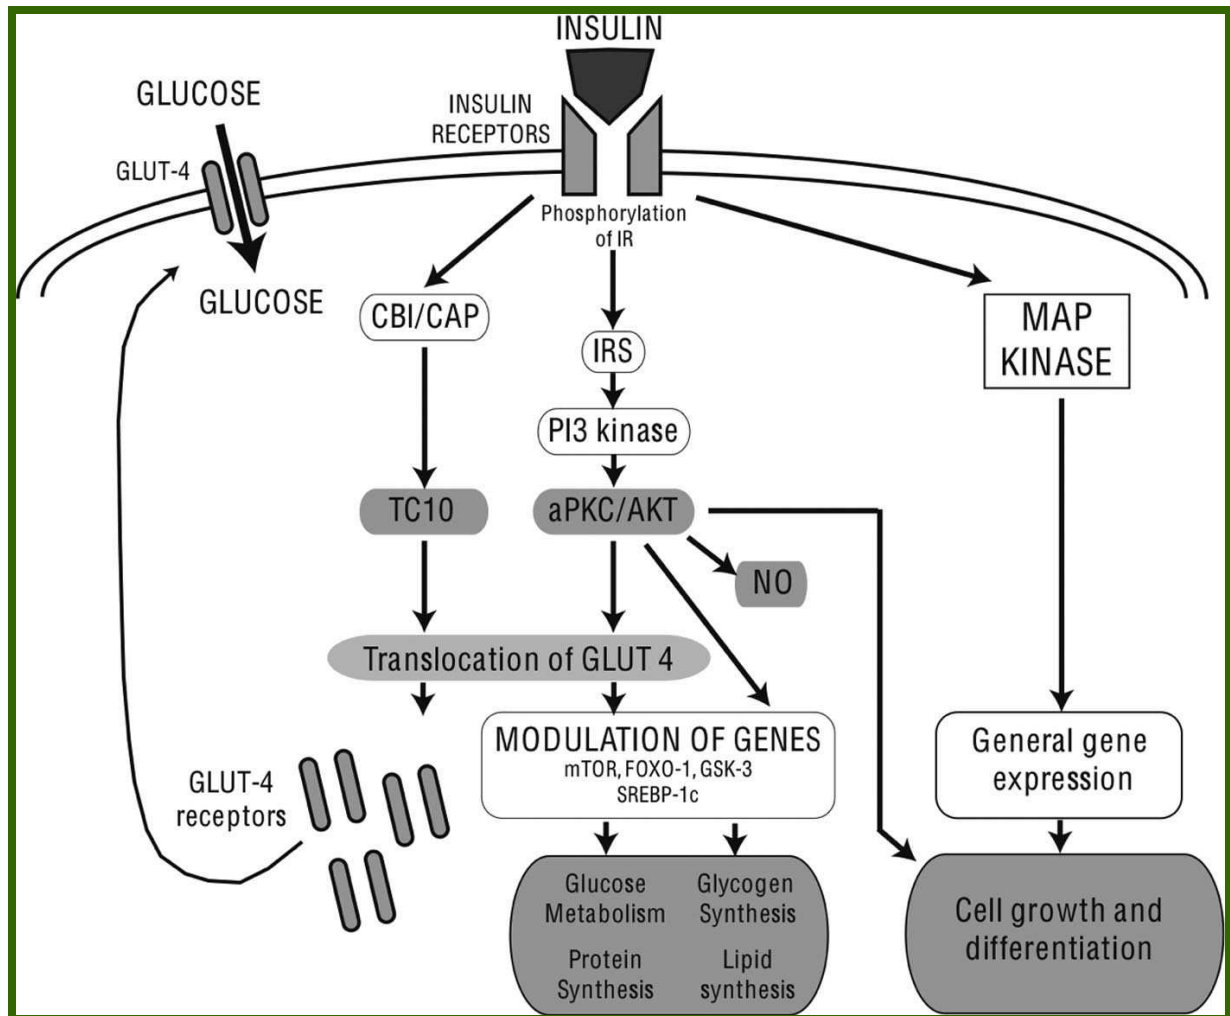 INSULIN
GLUCOSE
INSULIN
RECEPTORS
GLUT-4
Phosphorylation
of IR
GLUCOSE
CBI/CAP
MAP
KINASE
IRS
PI3 kinase
TC10
aPKC/AKT
NO
Translocation of GLUT 4
MODULATION OF GENES
mTOR, FOXO-1, GSK-3
SREBP-1c
General gene
expression
GLUT-4
receptors
Glucose
Metabolism
Glycogen
Synthesis
Protein
Synthesis
Lipid
synthesis
Cell growth and
differentiation